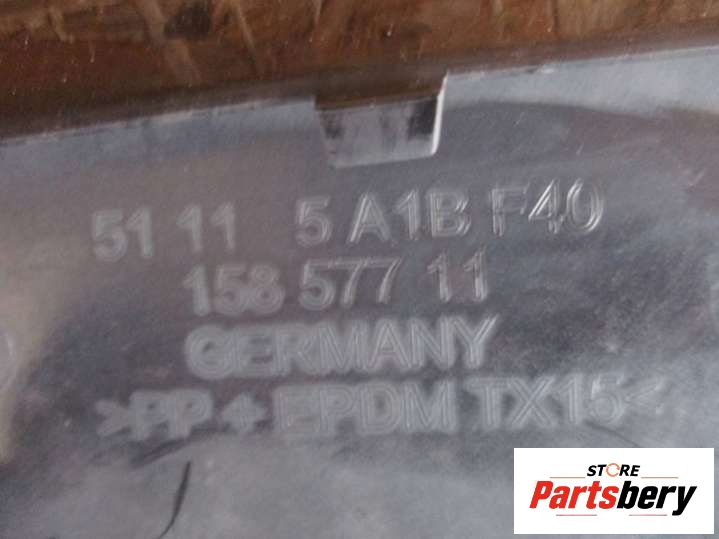 51 11 5 A1B F40
158 577 11
GERMANY
>PP + EPDM TX15<
STORE
Partsbery